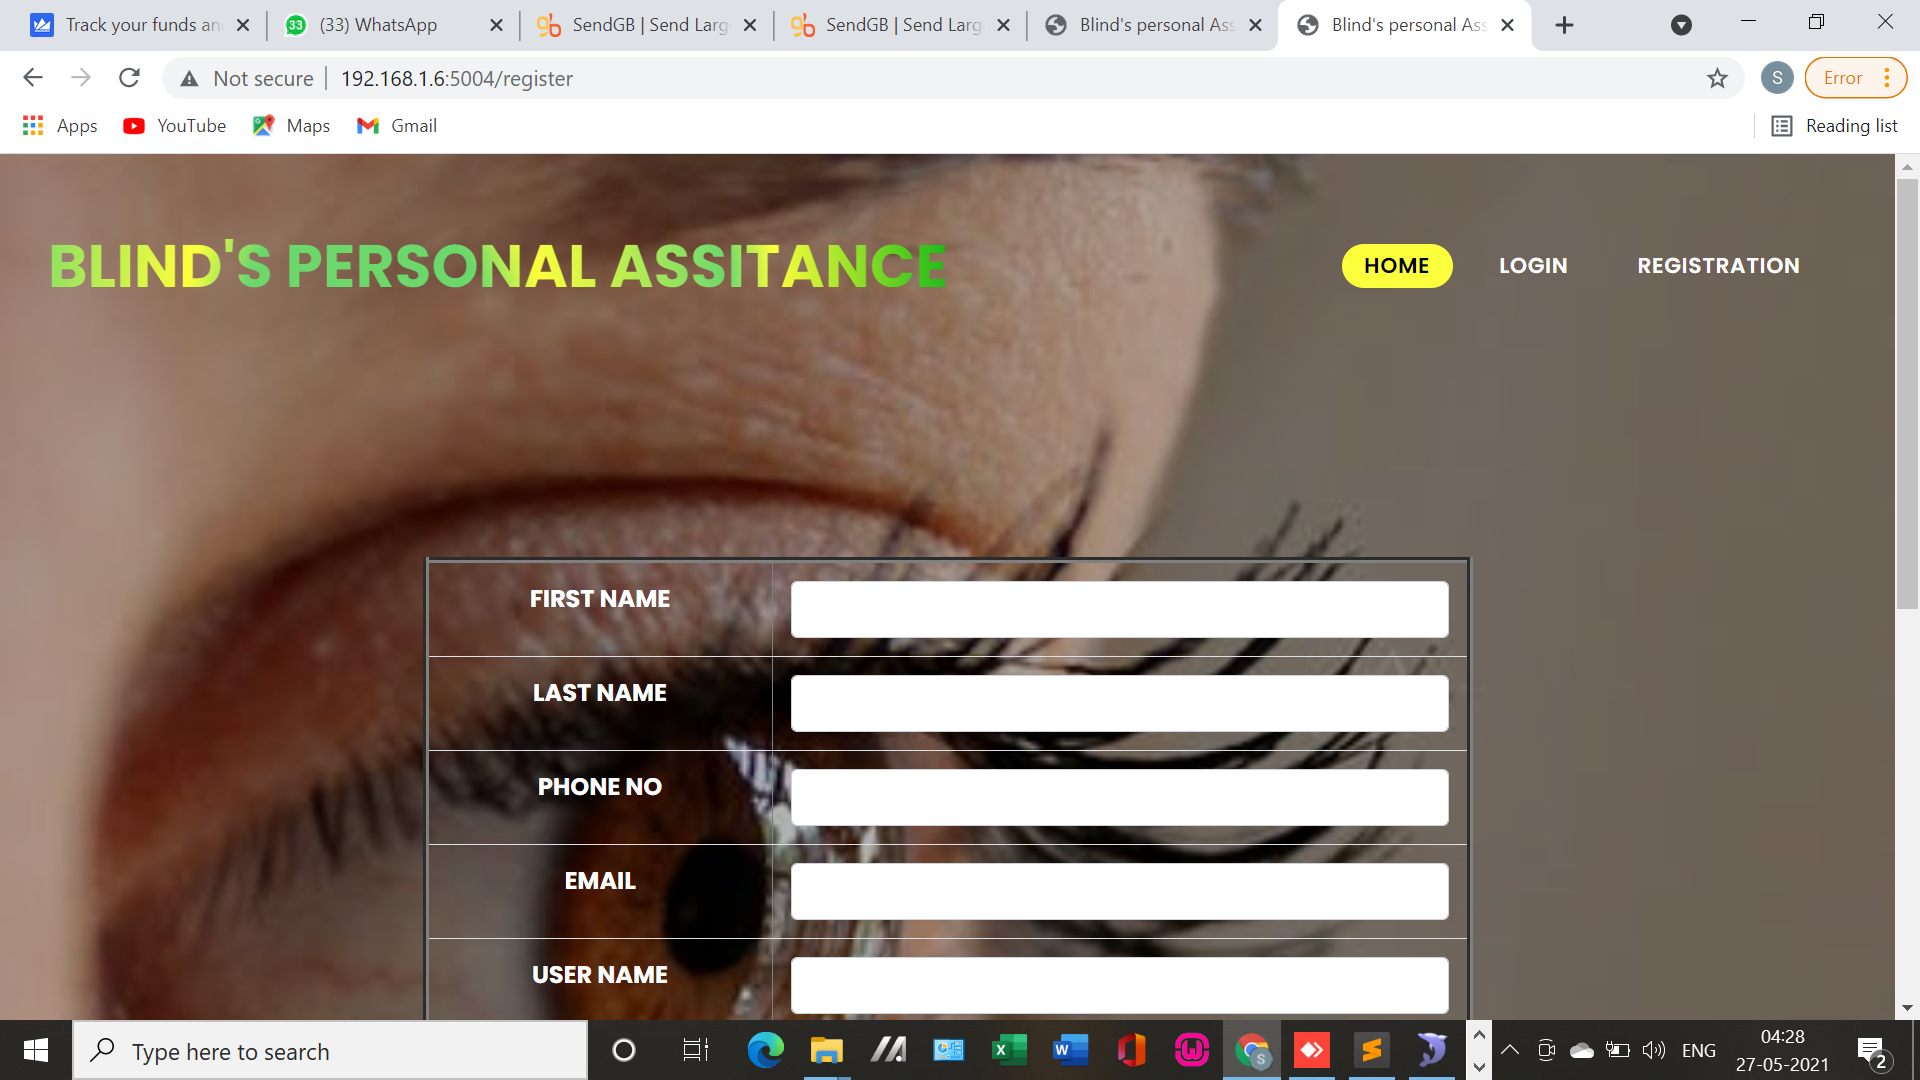 Track your funds an
(33) WhatsApp
SendGB | Send Larg
SendGB | Send Larg
Blind's personal Ass
Blind's personal Ass
Not secure
192.168.1.6:5004/register
S
Error
Apps
YouTube
Maps
Gmail
Reading list
BLIND'S PERSONAL ASSITANCE
HOME
LOGIN
REGISTRATION
FIRST NAME
LAST NAME
PHONE NO
EMAIL
USER NAME
Type here to search
ENG
04:28
27-05-2021
2